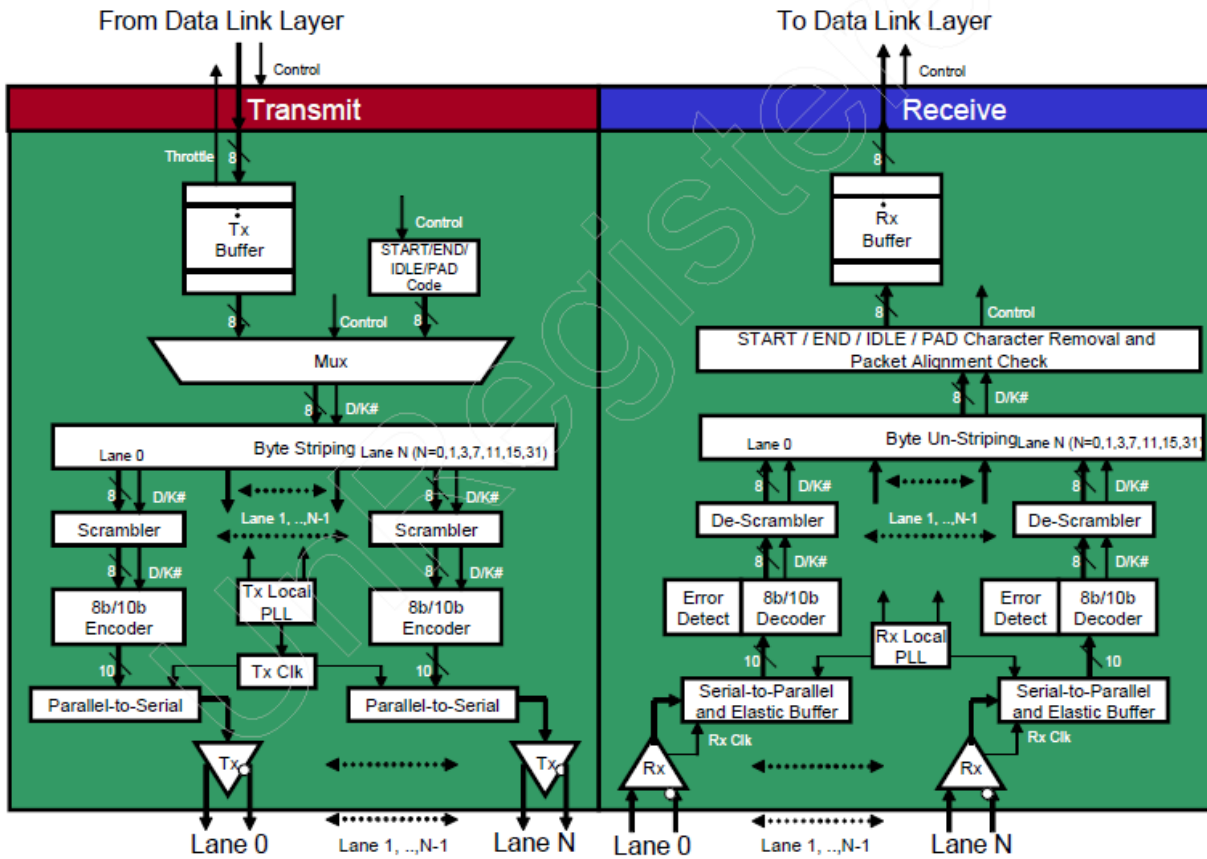 From Data Link Layer
To Data Link Layer
Control
Control
Transmit
Receive
Throttle
8
8
Tx
Buffer
Rx
Buffer
Control
START/END/
IDLE/PAD
Code
8
Control
8
8
Control
Mux
START / END / IDLE / PAD Character Removal and
Packet Alignment Check
8
D/K#
8
D/K#
Byte Striping
Lane 0
Lane N (N=0,1,3,7,11,15,31)
Byte Un-Striping
Lane 0
Lane N (N=0,1,3,7,11,15,31)
8
D/K#
8
D/K#
8
D/K#
8
D/K#
Scrambler
Lane 1, ..,N-1
Scrambler
De-Scrambler
Lane 1, ..,N-1
De-Scrambler
8
D/K#
8
D/K#
8
D/K#
8
D/K#
8b/10b
Encoder
Tx Local
PLL
8b/10b
Encoder
Error
Detect
8b/10b
Decoder
Rx Local
PLL
Error
Detect
8b/10b
Decoder
10
Tx Clk
10
10
10
Parallel-to-Serial
Parallel-to-Serial
Serial-to-Parallel
and Elastic Buffer
Serial-to-Parallel
and Elastic Buffer
Rx Clk
Rx Clk
Tx
Tx
Rx
Rx
Lane 0
Lane 1, ..,N-1
Lane N
Lane 0
Lane 1, ..,N-1
Lane N